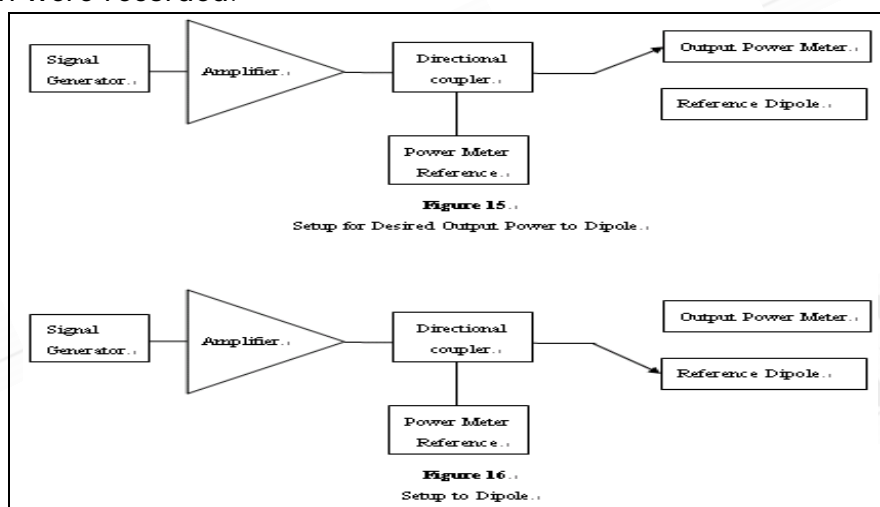 were recorded.
Signal
Generator..
Amplifier..
Directional
coupler..
Output Power Meter..
Reference Dipole..
Power Meter
Reference..
Figure 15..
Setup for Desired Output Power to Dipole..
Signal
Generator..
Amplifier..
Directional
coupler..
Output Power Meter..
Reference Dipole..
Power Meter
Reference..
Figure 16..
Setup to Dipole..